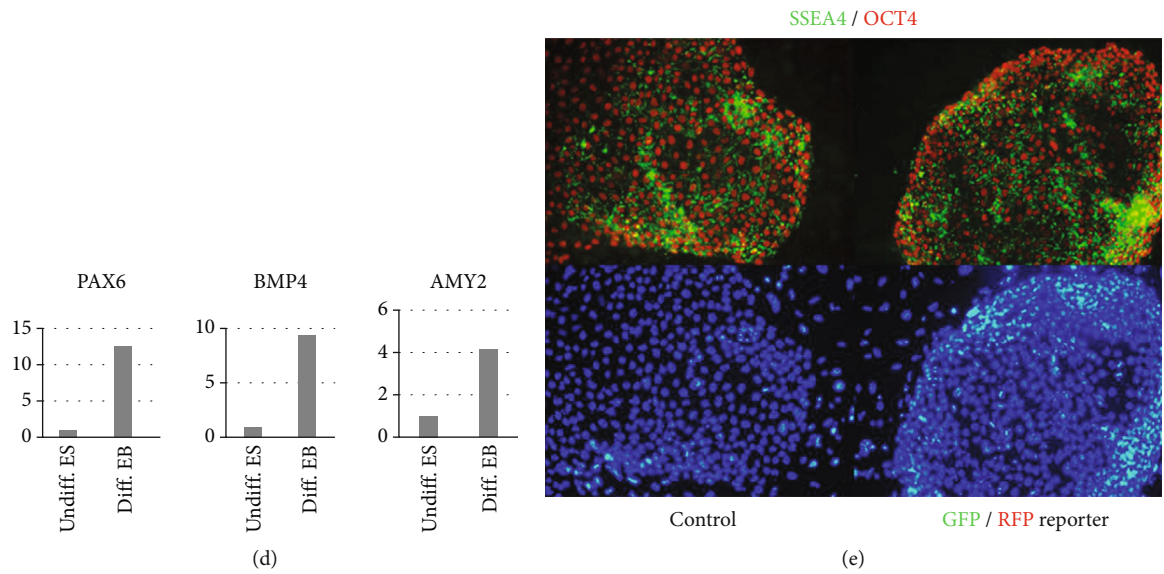 PAX6
15
10
5
0
Undiff. ES
Diff. EB
BMP4
10
5
0
Undiff. ES
Diff. EB
AMY2
6
4
2
0
Undiff. ES
Diff. EB
(d)
SSEA4 / OCT4
Control
GFP / RFP reporter
(e)